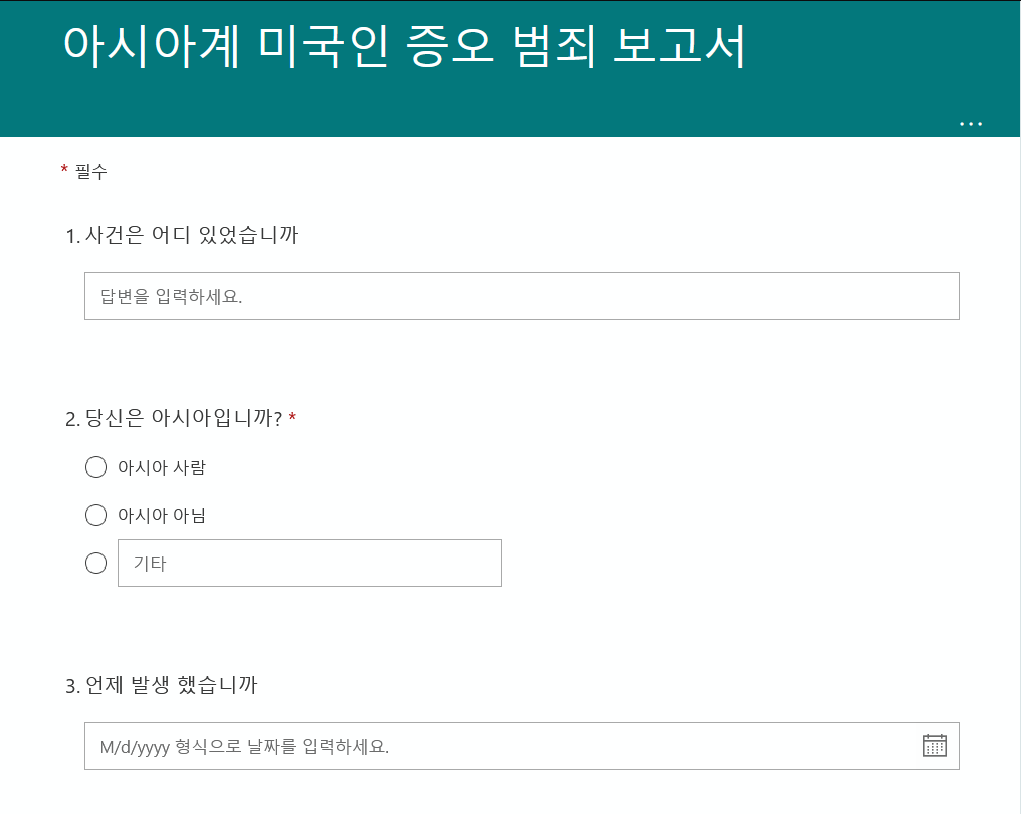 아시아계 미국인 증오 범죄 보고서
...
* 필수
1. 사건은 어디 있었습니까
답변을 입력하세요.
2. 당신은 아시아입니까? *
아시아 사람
아시아 아님
기타
3. 언제 발생 했습니까
M/d/yyyy 형식으로 날짜를 입력하세요.